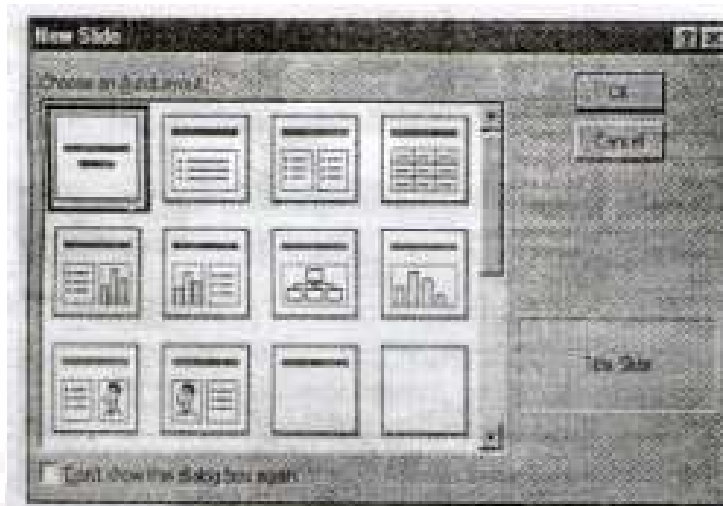 New Slide
Choose an AutoLayout:
OK
Cancel
Title Slide
Don't show this dialog box again